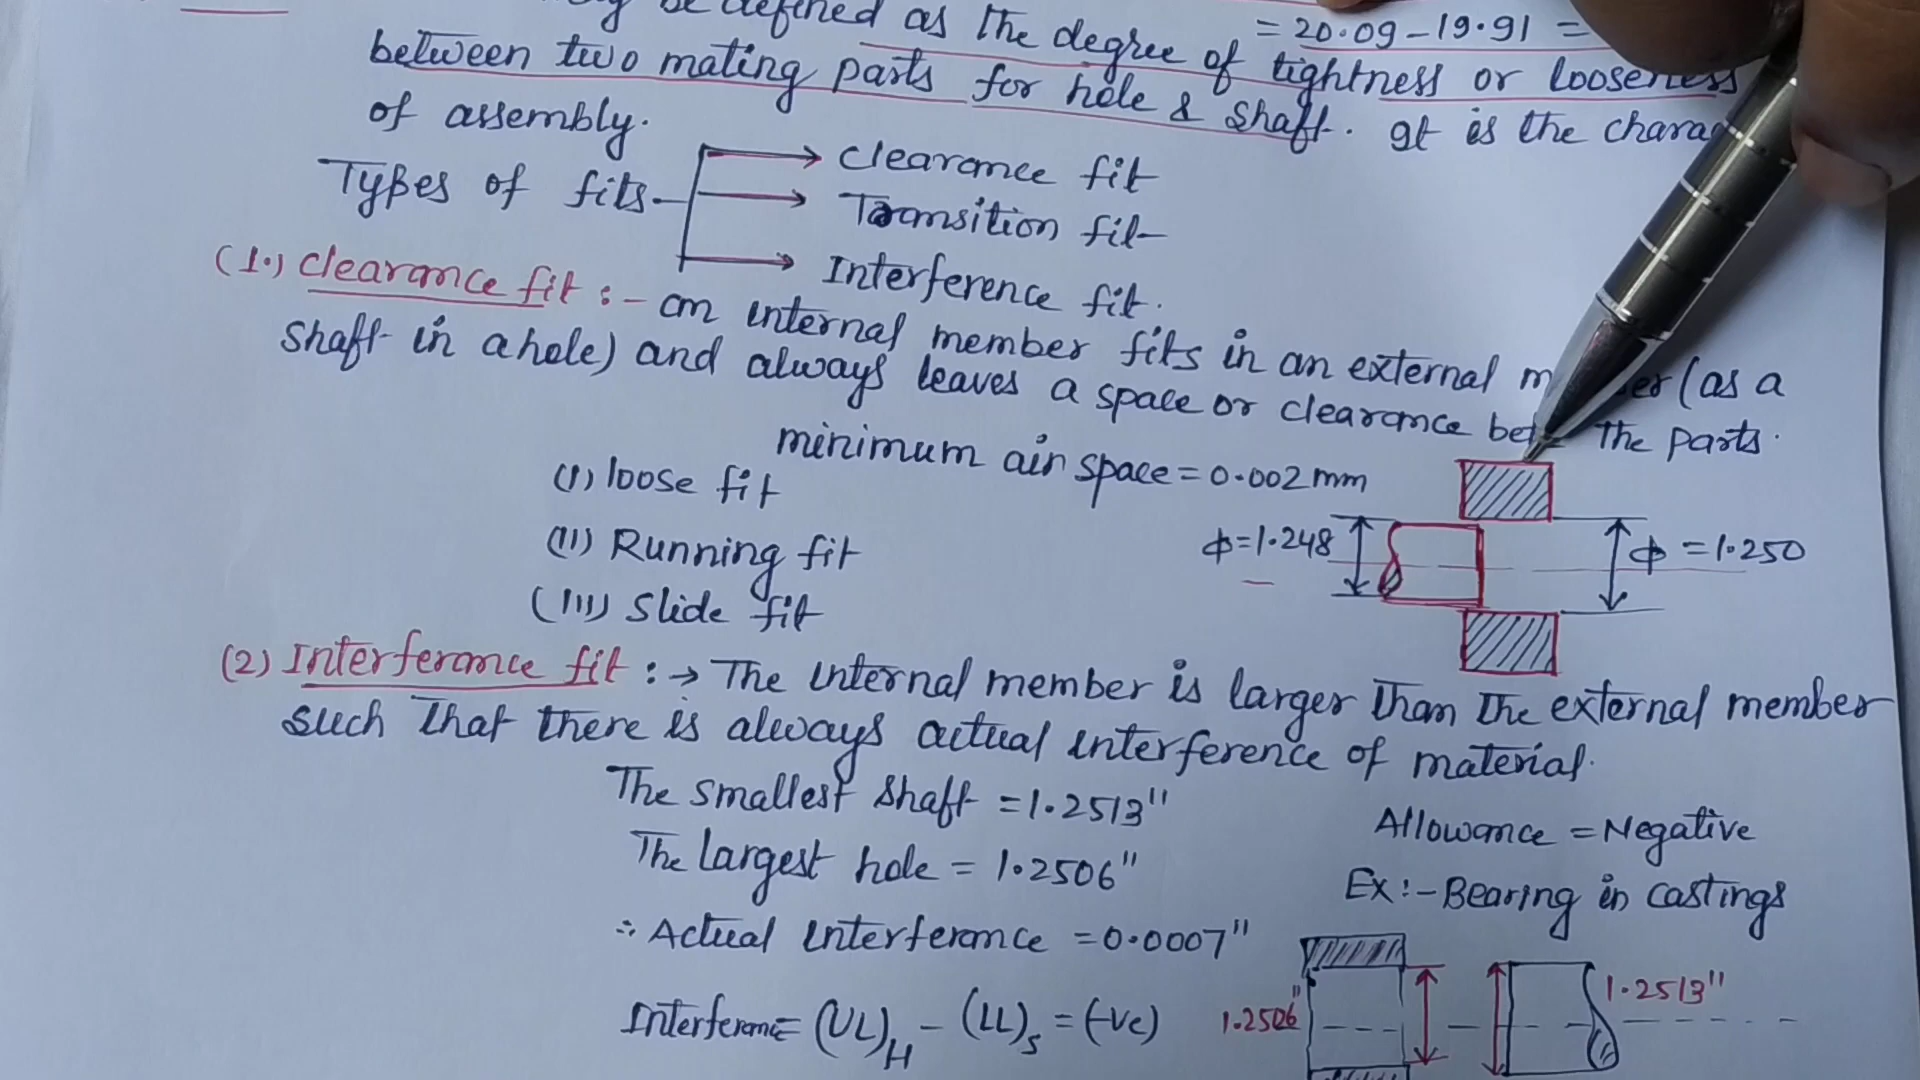 be defined as the degree of tightness or looseness
= 20.09 - 19.91 =
between two mating parts for hole & shaft. It is the
of assembly.
Types of fits
Clearance fit
Transition fit
Interference fit.
(1.) Clearance fit :- an internal member fits in an external (as a
shaft in a hole) and always leaves a space or clearance the parts.
minimum air space = 0.002 mm
(I) loose fit
(II) Running fit
(III) Slide fit
ϕ=1.248
ϕ = 1.250
(2) Interferance fit :→ The internal member is larger than the external member
such that there is always actual interference of material.
The smallest shaft = 1.2513"
The largest hole = 1.2506"
∴ Actual interferance = 0.0007"
Allowance = Negative
Ex:- Bearing in castings
Interferance = (UL)H - (LL)s = (-ve)
1.2506"
1.2513"